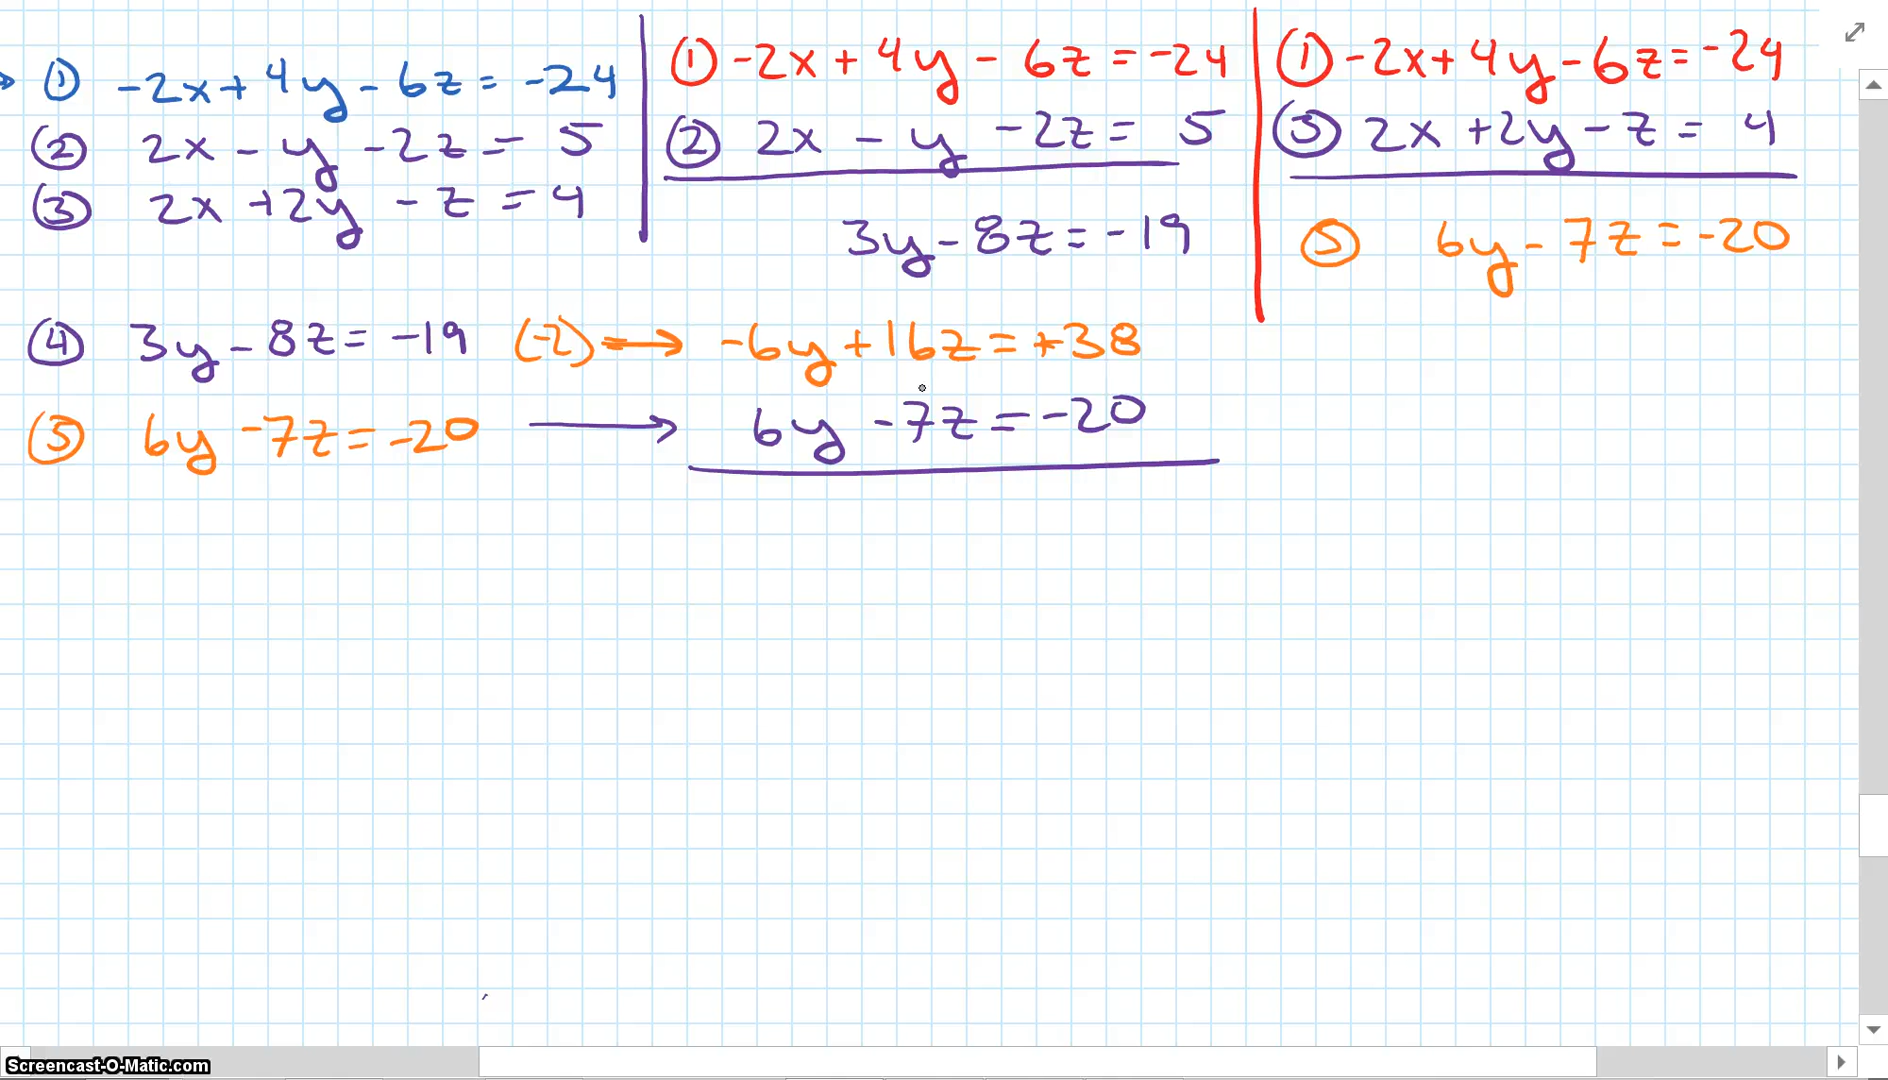 ① -2x+4y-6z=-24
② 2x-y-2z=5
③ 2x+2y-z=4
① -2x+4y-6z=-24
② 2x-y-2z=5
3y-8z=-19
① -2x+4y-6z=-24
③ 2x+2y-z=4
⑤ 6y-7z=-20
④ 3y-8z=-19 (-2) → -6y+16z=+38
⑤ 6y-7z=-20 → 6y-7z=-20
Screencast-O-Matic.com